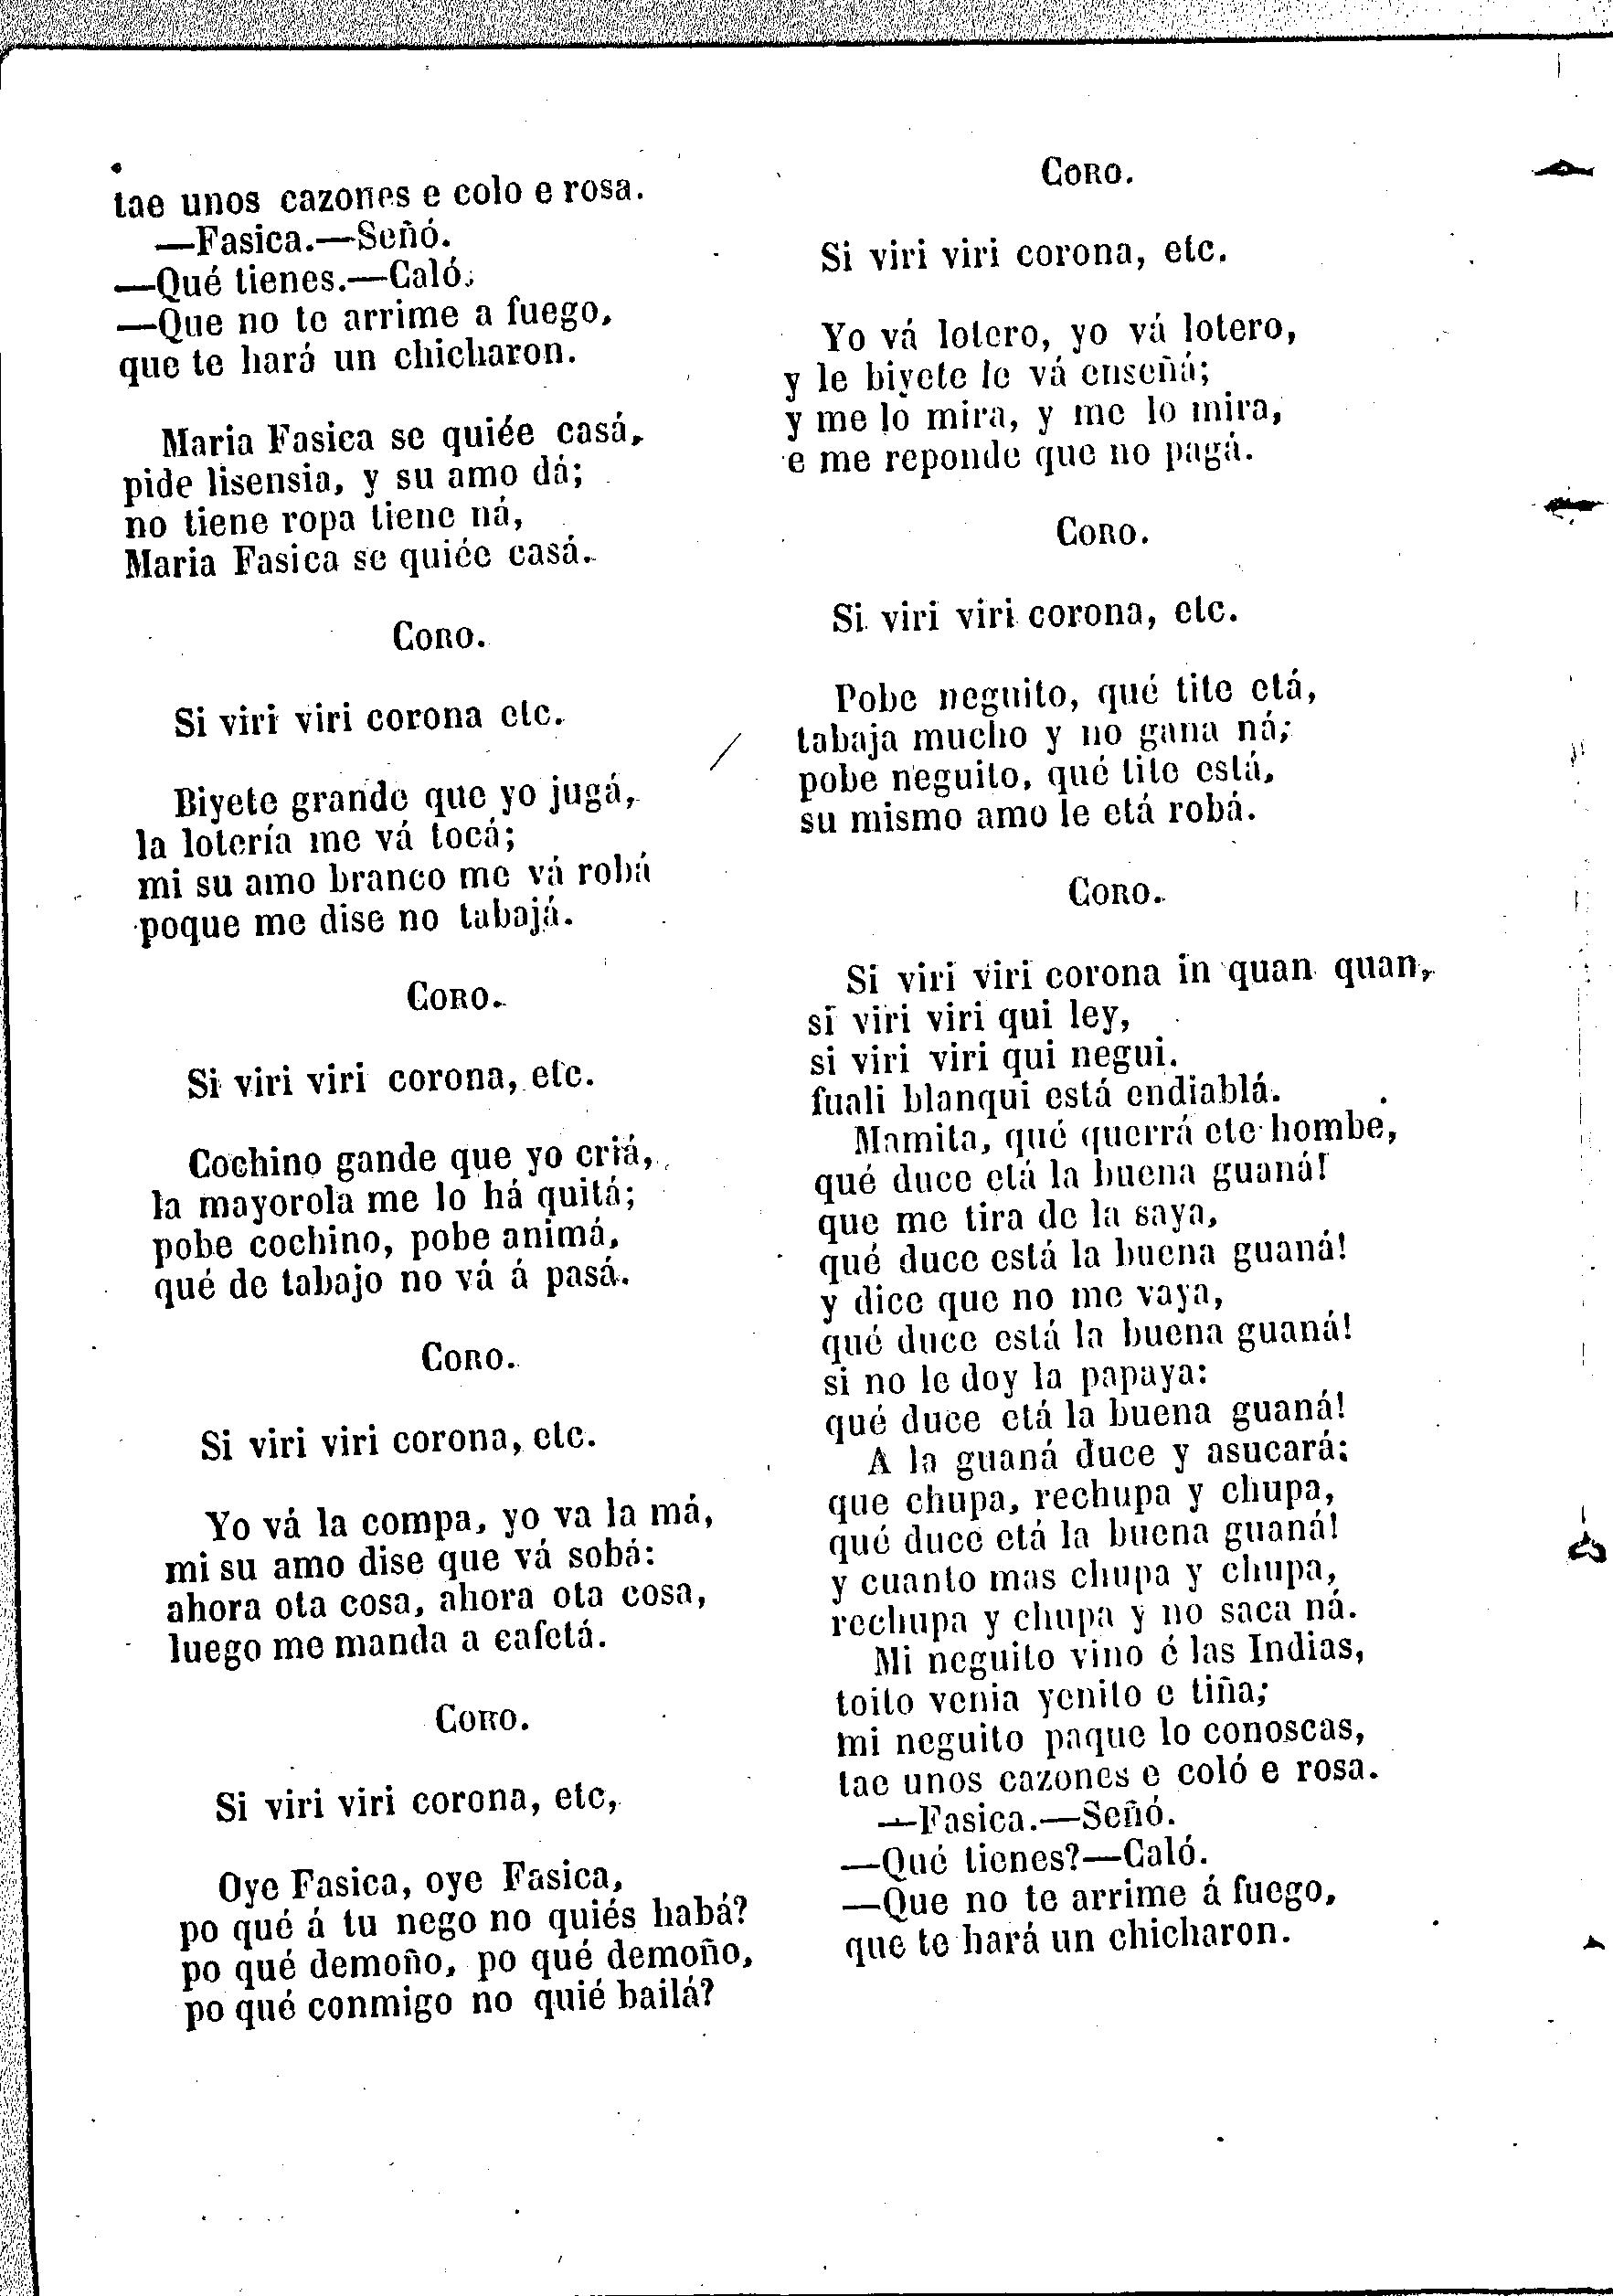 tae unos cazones e colo e rosa.
—Fasica.—Señó.
—Qué tienes.—Caló.
—Que no te arrime a fuego,
que te hará un chicharon.
Maria Fasica se quiée casá,
pide lisensia, y su amo dá;
no tiene ropa tiene ná,
Maria Fasica se quiée casá.
CORO.
Si viri viri corona etc.
Biyete grande que yo jugá,
la lotería me vá tocá;
mi su amo branco me vá robá
poque me dise no tabajá.
CORO.
Si viri viri corona, etc.
Cochino gande que yo criá,
la mayorola me lo há quitá;
pobe cochino, pobe animá,
qué de tabajo no vá á pasá.
CORO.
Si viri viri corona, etc.
Yo vá la compa, yo va la má,
mi su amo dise que vá sobá:
ahora ota cosa, ahora ota cosa,
luego me manda a cafetá.
CORO.
Si viri viri corona, etc,
Oye Fasica, oye Fasica,
po qué á tu nego no quiés habá?
po qué demoño, po qué demoño,
po qué conmigo no quié bailá?
CORO.
Si viri viri corona, etc.
Yo vá lotero, yo vá lotero,
y le biyete le vá enseñá;
y me lo mira, y me lo mira,
e me reponde que no pagá.
CORO.
Si viri viri corona, etc.
Pobe neguito, qué tite etá,
tabaja mucho y no gana ná;
pobe neguito, qué tite está,
su mismo amo le etá robá.
CORO.
Si viri viri corona in quan quan,
si viri viri qui ley,
si viri viri qui negui.
fuali blanqui está endiablá.
Mamita, qué querrá ete hombe,
qué duce etá la buena guaná!
que me tira de la saya,
qué duce está la buena guaná!
y dice que no me vaya,
qué duce está la buena guaná!
si no le doy la papaya:
qué duce etá la buena guaná!
A la guaná duce y asucará:
que chupa, rechupa y chupa,
qué duce etá la buena guaná!
y cuanto mas chupa y chupa,
rechupa y chupa y no saca ná.
Mi neguito vino é las Indias,
toito venia yenito e tiña;
mi neguito paque lo conoscas,
tae unos cazones e coló e rosa.
—Fasica.—Señó.
—Qué tienes?—Caló.
—Que no te arrime á fuego,
que te hará un chicharon.